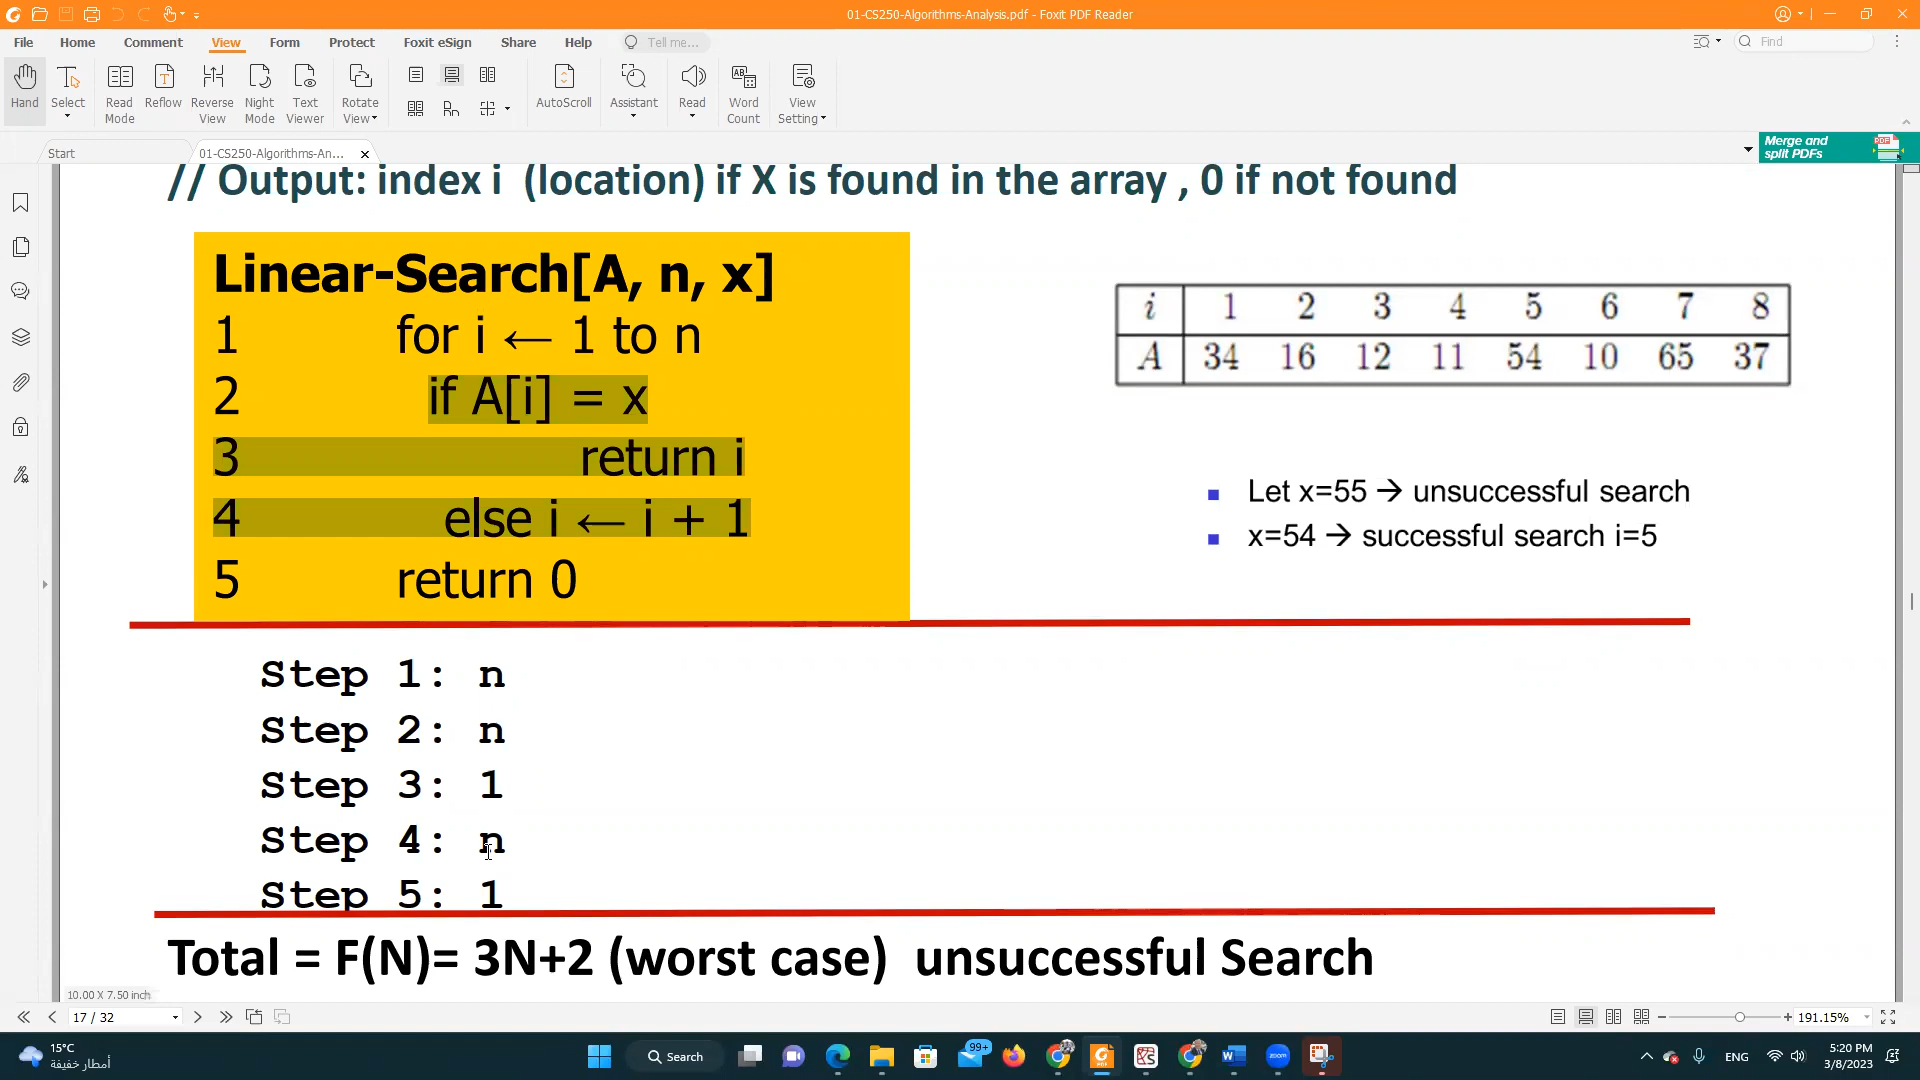 01-CS250-Algorithms-Analysis.pdf - Foxit PDF Reader
File Home Comment View Form Protect Foxit eSign Share Help Tell me... Find
Hand Select Read Mode Reflow Reverse View Night Mode Text Viewer Rotate View AutoScroll Assistant Read Word Count View Setting
Start 01-CS250-Algorithms-An... Merge and split PDFs
// Output: index i (location) if X is found in the array , 0 if not found
Linear-Search[A, n, x]
1 for i ← 1 to n
2 if A[i] = x
3 return i
4 else i ← i + 1
5 return 0
i 1 2 3 4 5 6 7 8
A 34 16 12 11 54 10 65 37
▪ Let x=55 → unsuccessful search
▪ x=54 → successful search i=5
Step 1: n
Step 2: n
Step 3: 1
Step 4: n
Step 5: 1
Total = F(N)= 3N+2 (worst case) unsuccessful Search
10.00 X 7.50 inch
17 / 32 191.15%
15°C
أمطار خفيفة
Search 99+ zoom ENG
5:20 PM
3/8/2023